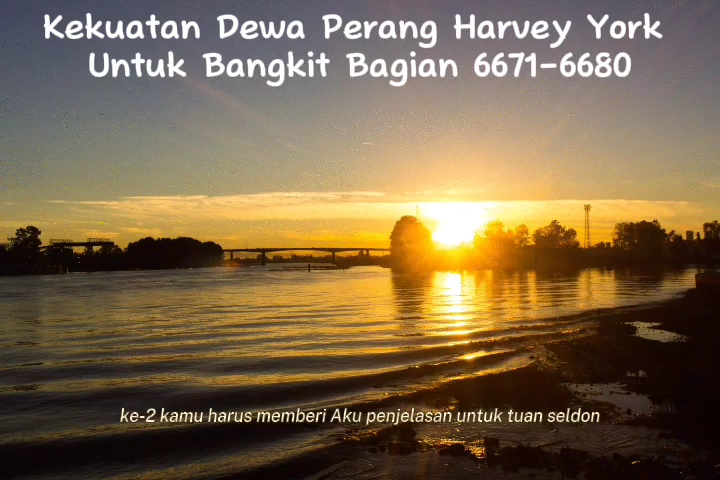 Kekuatan Dewa Perang Harvey York
Untuk Bangkit Bagian 6671-6680
ke-2 kamu harus memberi Aku penjelasan untuk tuan seldon